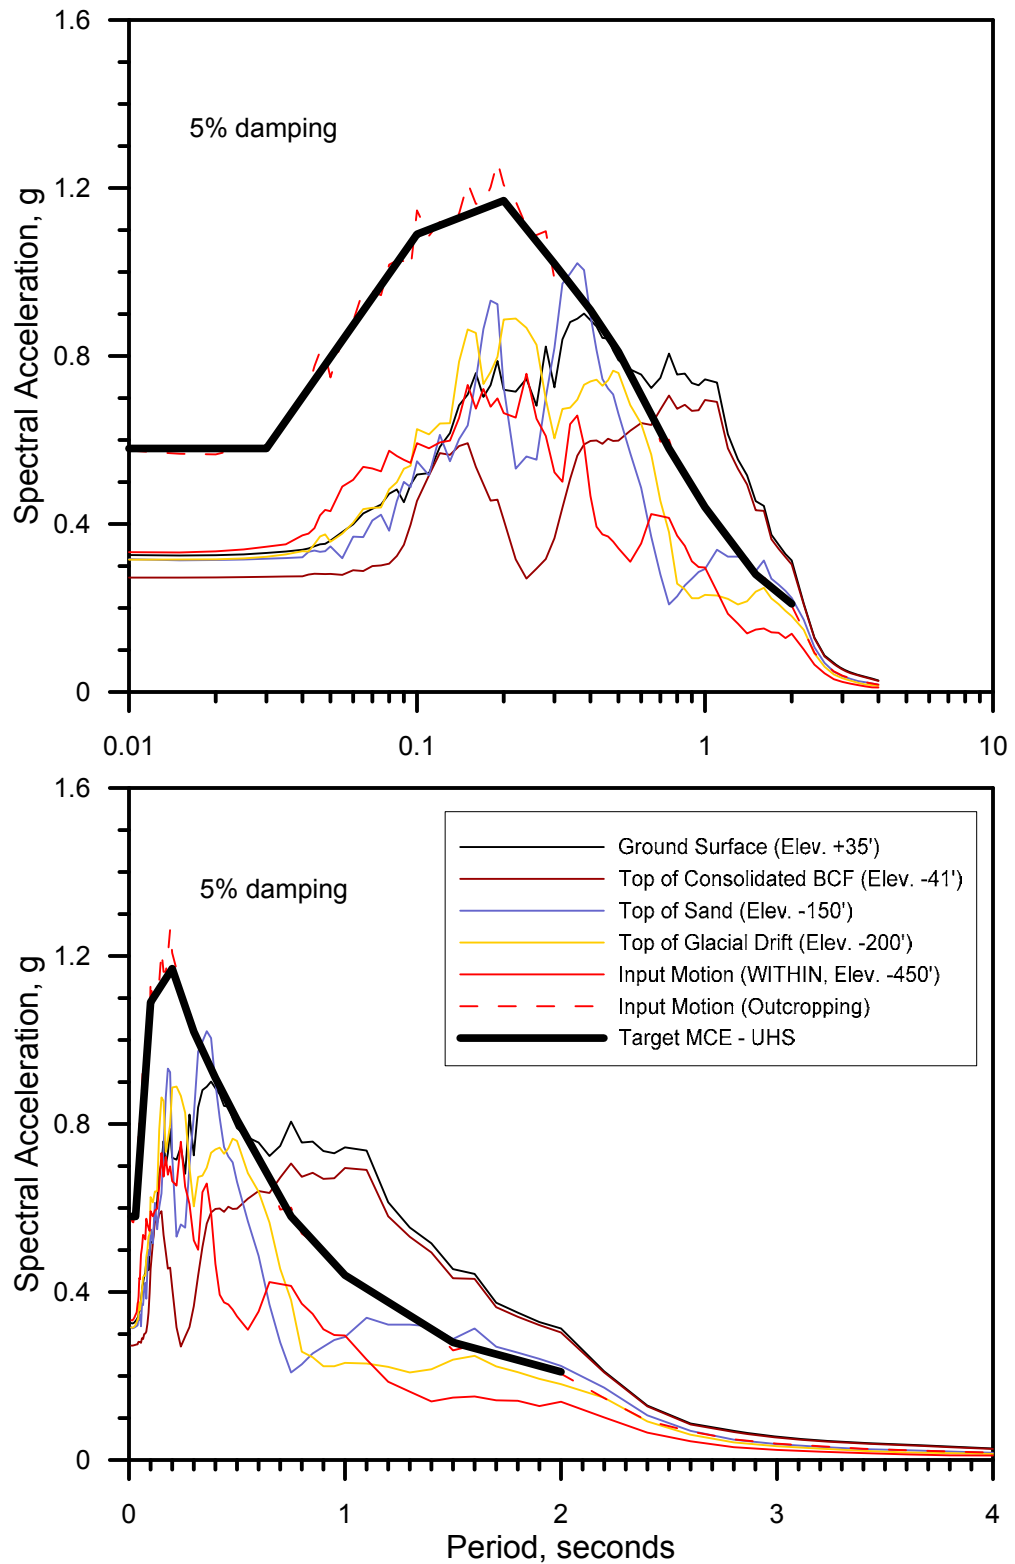 1.6
1.2
0.8
0.4
0
Spectral Acceleration, g
5% damping
0.01
0.1
1
10
1.6
1.2
0.8
0.4
0
Spectral Acceleration, g
5% damping
Ground Surface (Elev. +35')
Top of Consolidated BCF (Elev. -41')
Top of Sand (Elev. -150')
Top of Glacial Drift (Elev. -200')
Input Motion (WITHIN, Elev. -450')
Input Motion (Outcropping)
Target MCE - UHS
0
1
2
3
4
Period, seconds